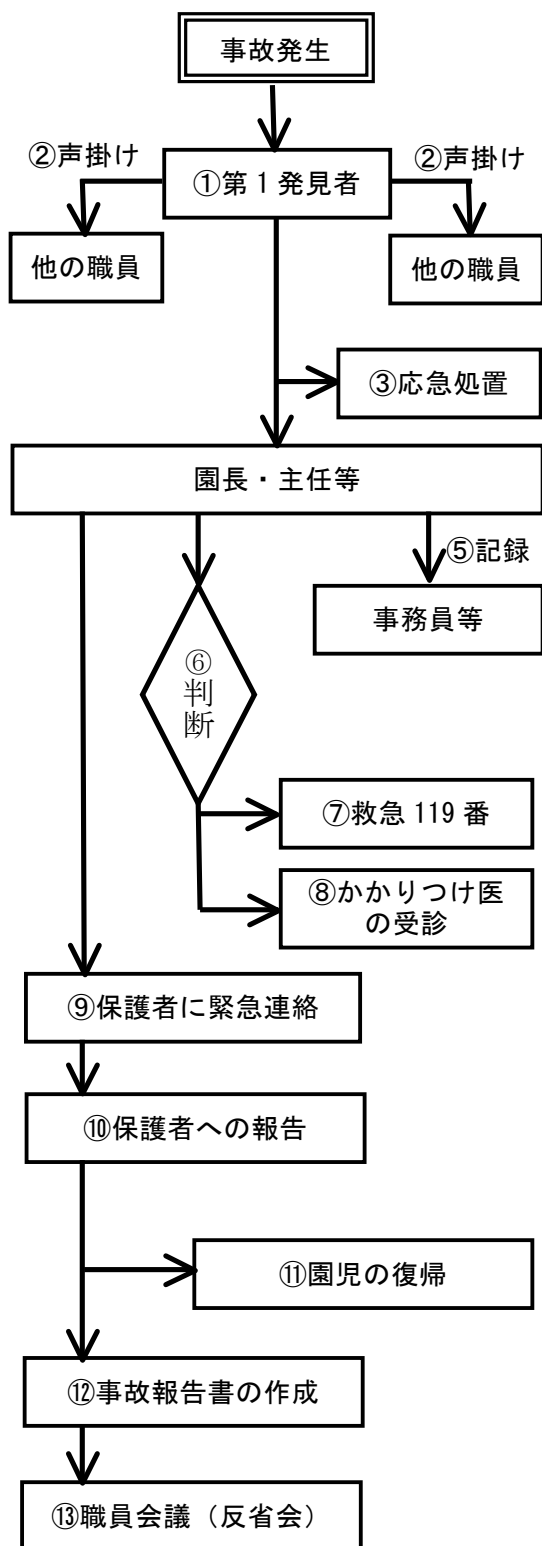 事故発生
②声掛け
②声掛け
①第1発見者
他の職員
他の職員
③応急処置
園長・主任等
⑤記録
事務員等
⑥
判
断
⑦救急 119 番
⑧かかりつけ医
の受診
⑨保護者に緊急連絡
⑩保護者への報告
⑪園児の復帰
⑫事故報告書の作成
⑬職員会議（反省会）